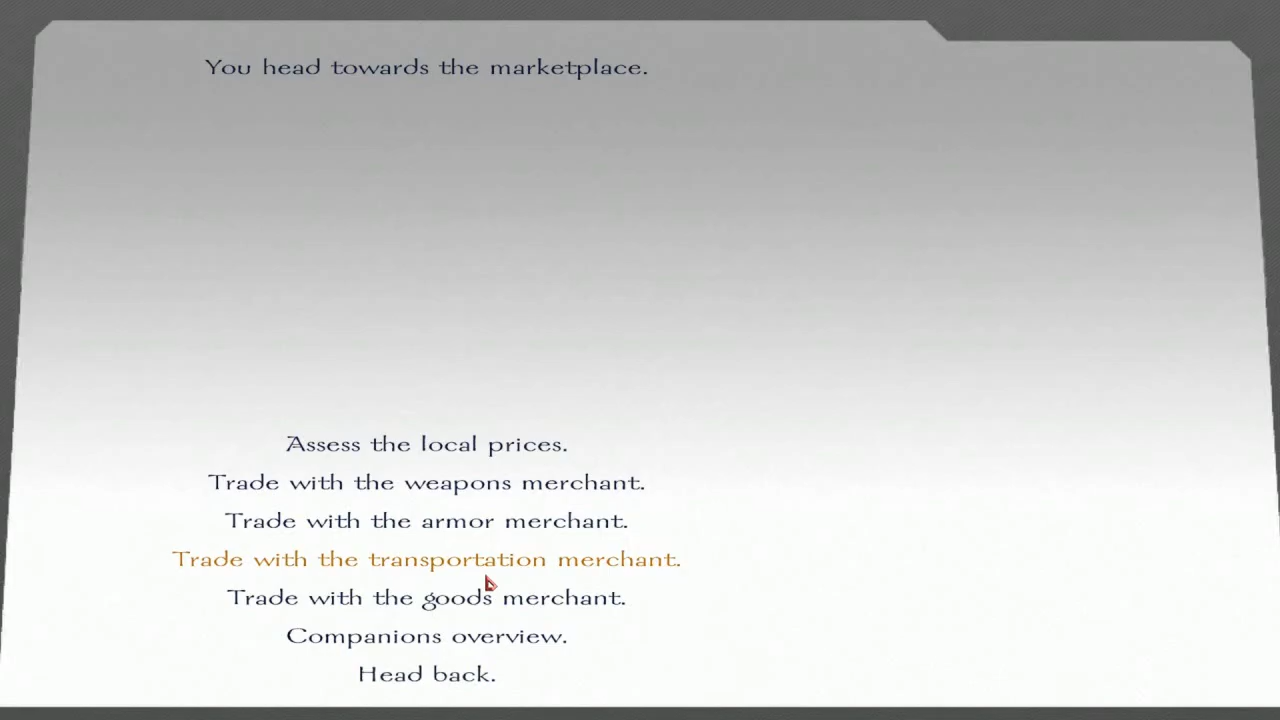 You head towards the marketplace.
Assess the local prices.
Trade with the weapons merchant.
Trade with the armor merchant.
Trade with the transportation merchant.
Trade with the goods merchant.
Companions overview.
Head back.